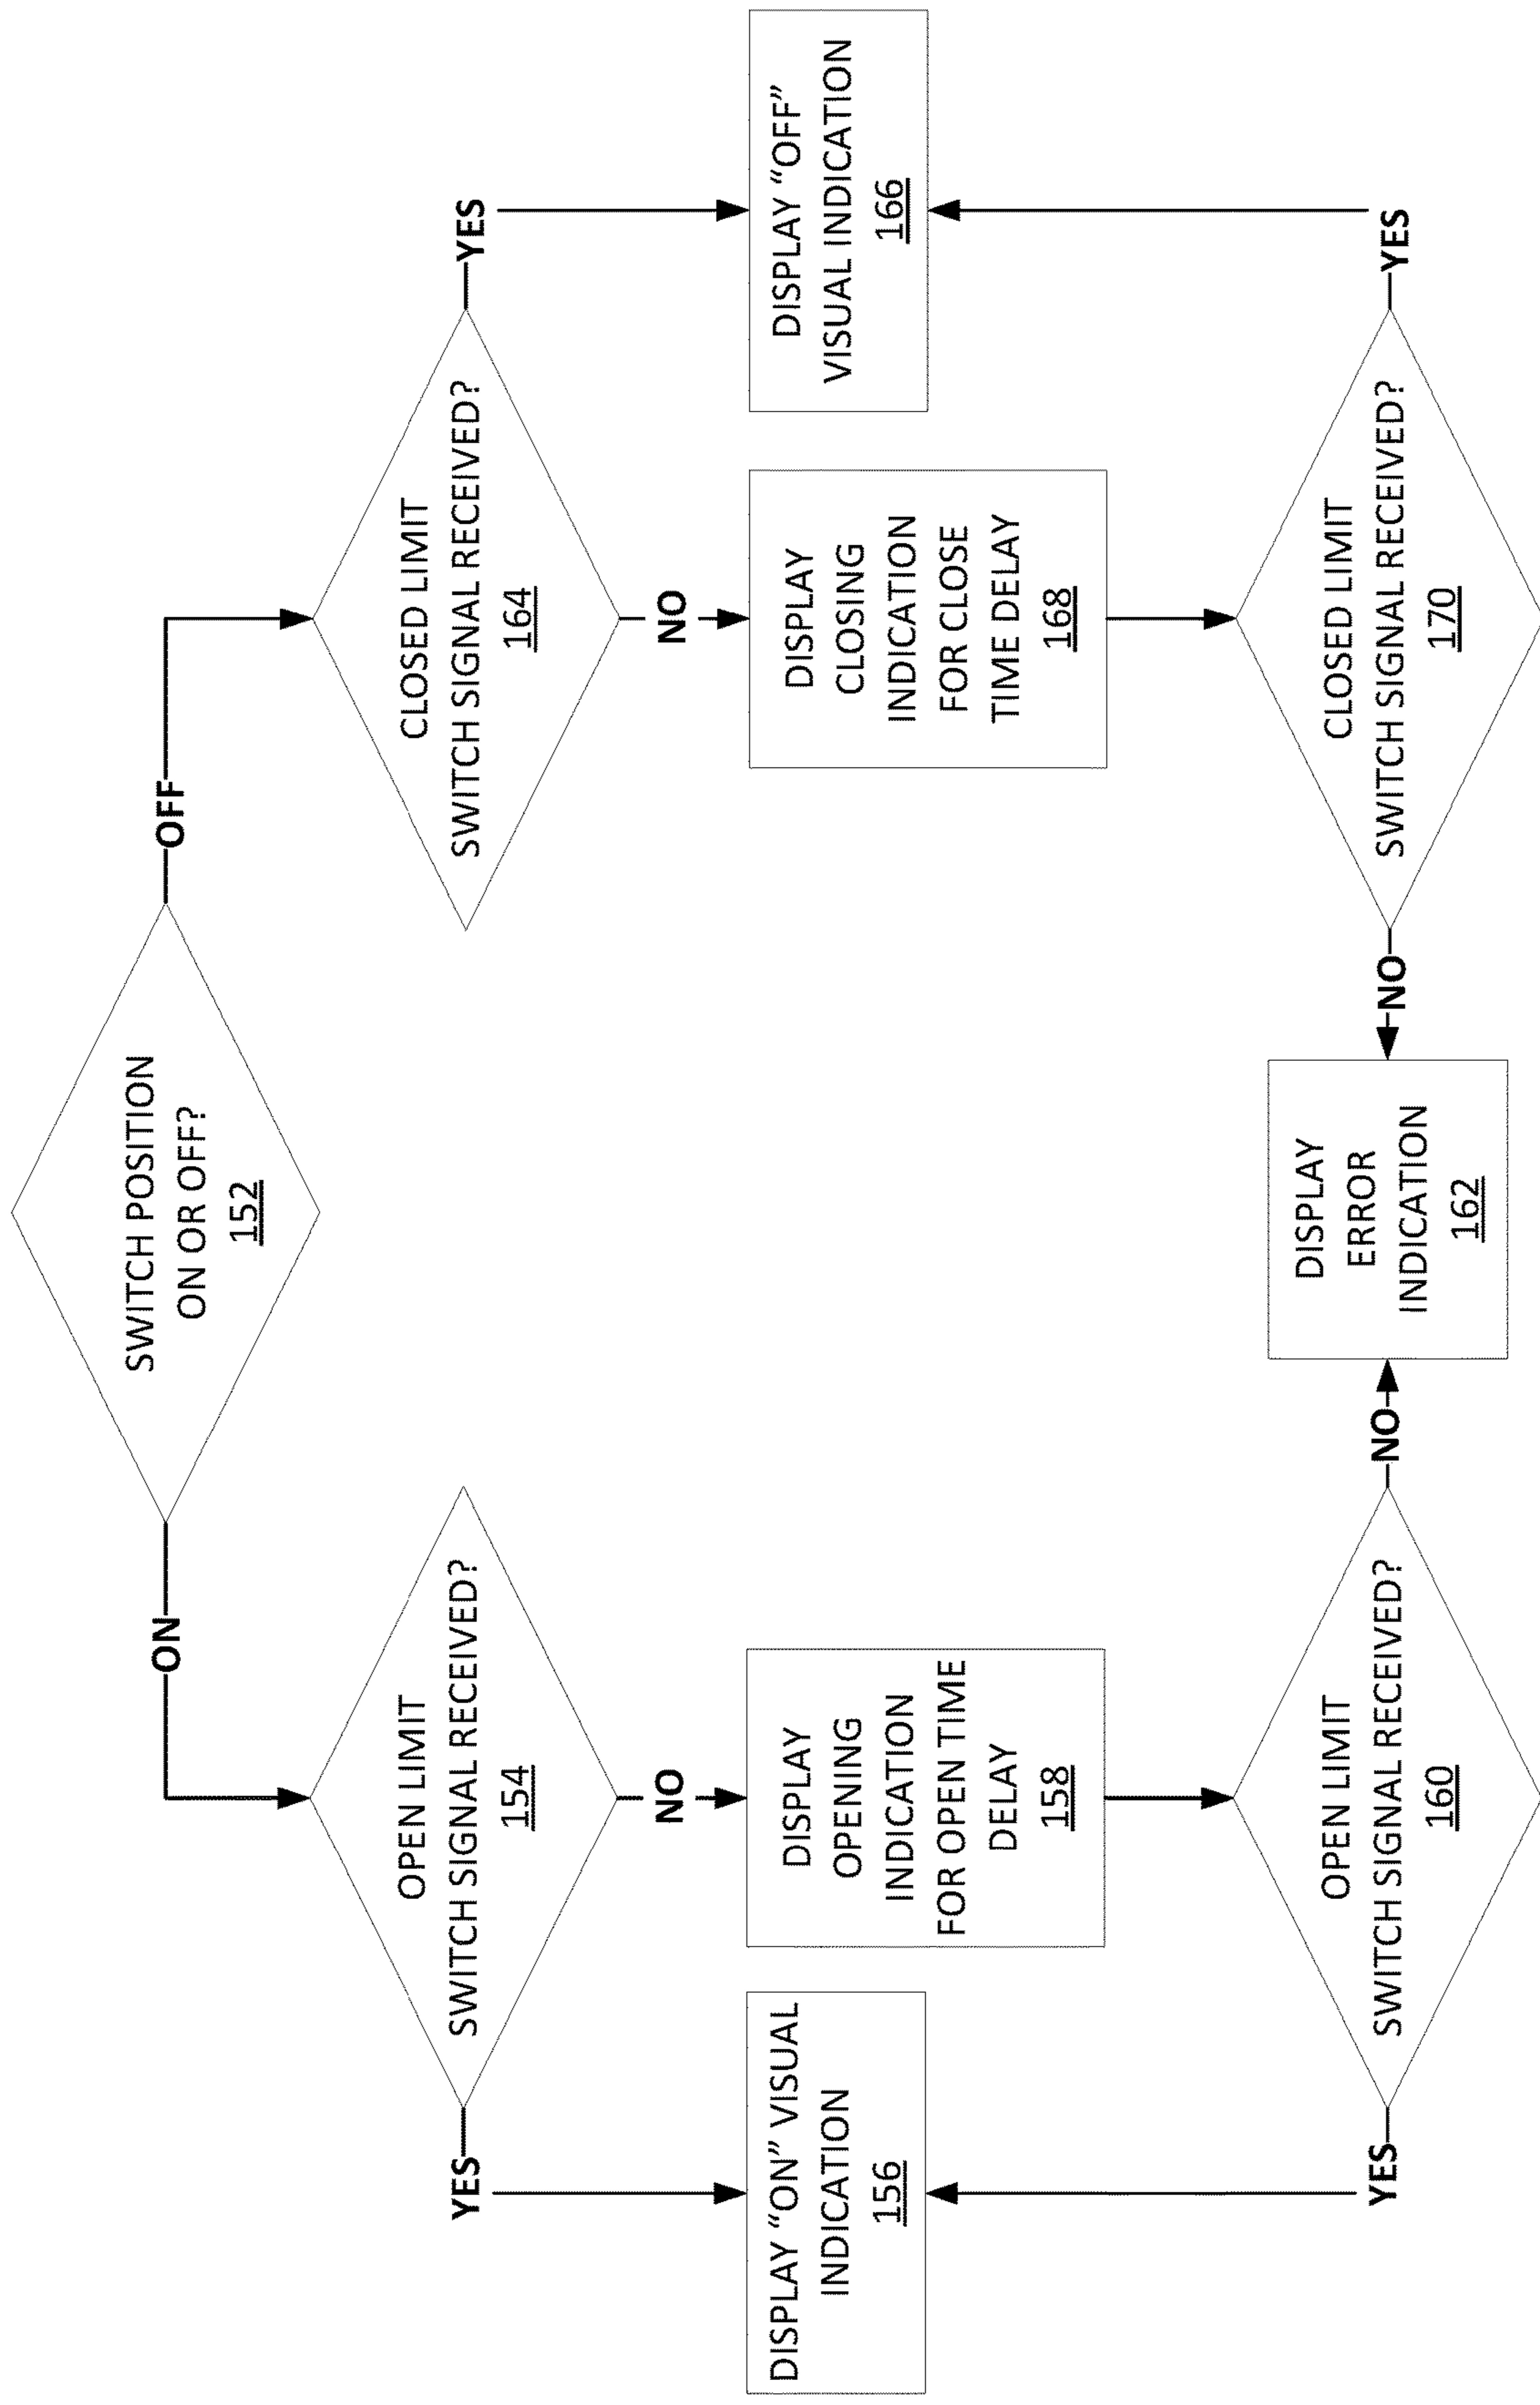 SWITCH POSITION
ON OR OFF?
152
ON
OFF
OPEN LIMIT
SWITCH SIGNAL RECEIVED?
154
CLOSED LIMIT
SWITCH SIGNAL RECEIVED?
164
YES
NO
NO
YES
DISPLAY "ON" VISUAL
INDICATION
156
DISPLAY
OPENING
INDICATION
FOR OPEN TIME
DELAY
158
DISPLAY
CLOSING
INDICATION
FOR CLOSE
TIME DELAY
168
DISPLAY "OFF"
VISUAL INDICATION
166
YES
OPEN LIMIT
SWITCH SIGNAL RECEIVED?
160
NO
DISPLAY
ERROR
INDICATION
162
NO
CLOSED LIMIT
SWITCH SIGNAL RECEIVED?
170
YES